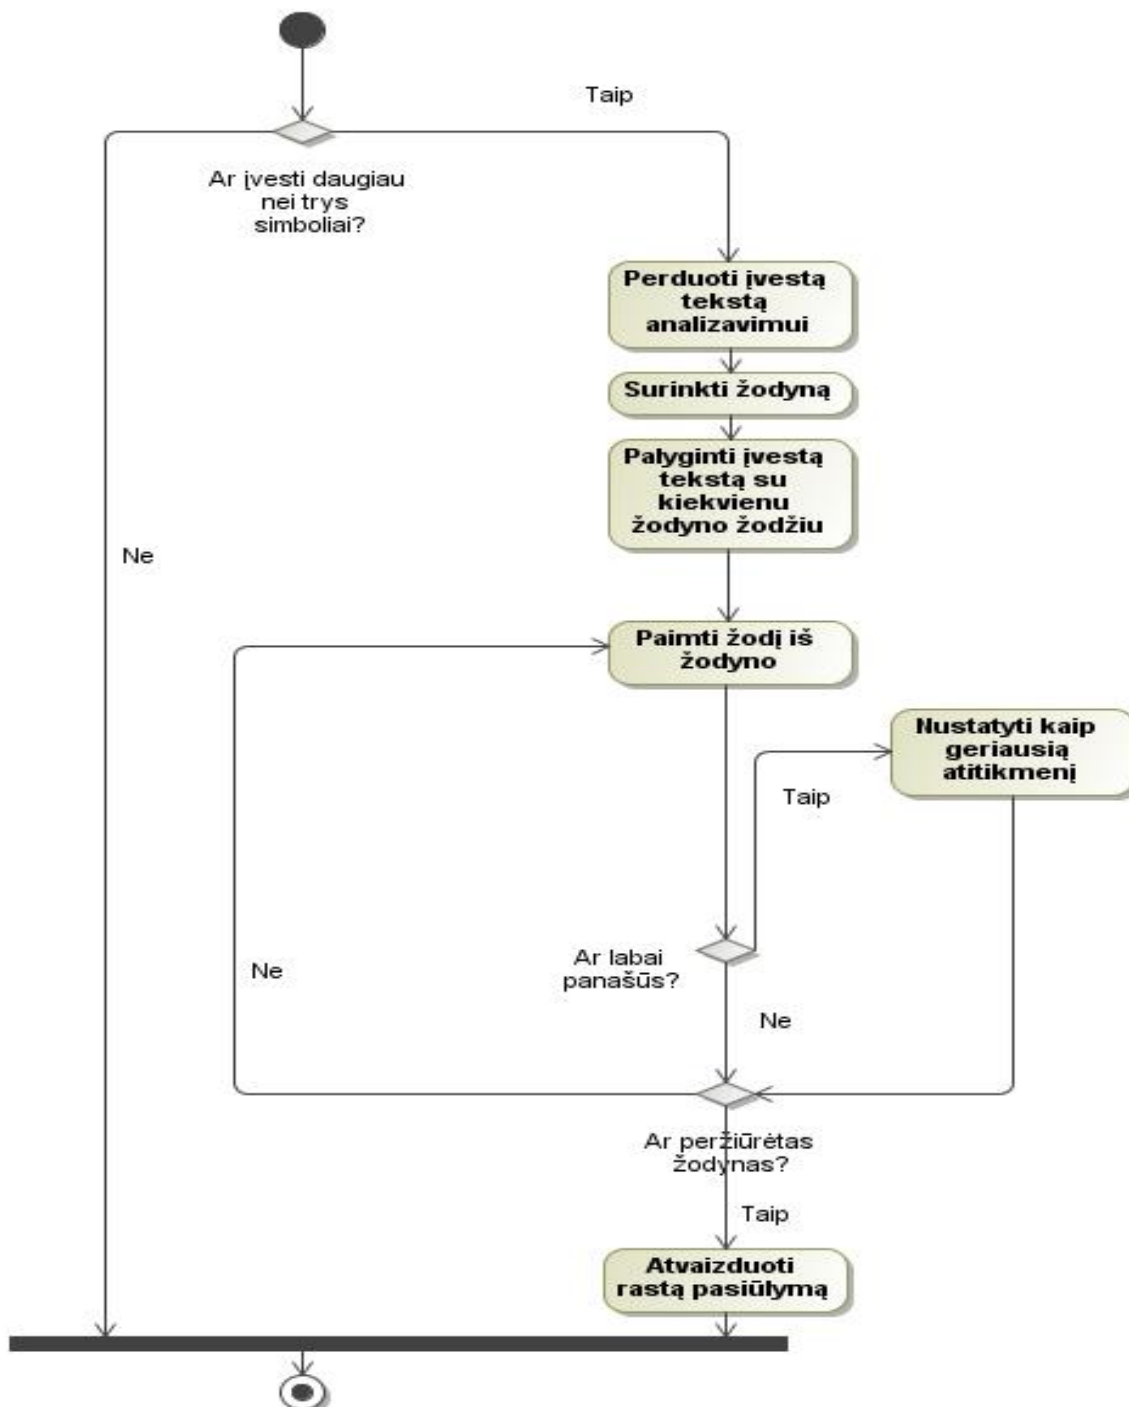 Taip
Ar įvesti daugiau
nei trys
simboliai?
Perduoti įvestą
tekstą
analizavimui
Surinkti žodyną
Palyginti įvestą
tekstą su
kiekvienu
žodyno žodžiu
Ne
Paimti žodį iš
žodyno
Nustatyti kaip
geriausią
atitikmenį
Taip
Ar labai
panašūs?
Ne
Ne
Ar peržiūrėtas
žodynas?
Taip
Atvaizduoti
rastą pasiūlymą